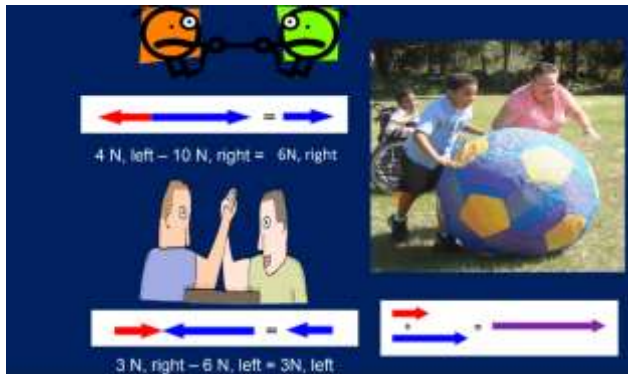 =
4 N, left – 10 N, right = 6N, right
=
3 N, right – 6 N, left = 3N, left
+
=